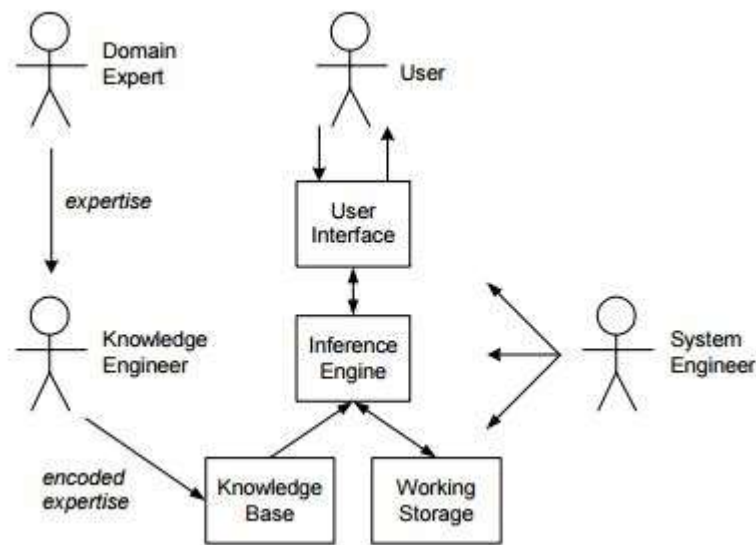 Domain
Expert
User
expertise
User
Interface
Knowledge
Engineer
Inference
Engine
System
Engineer
encoded
expertise
Knowledge
Base
Working
Storage